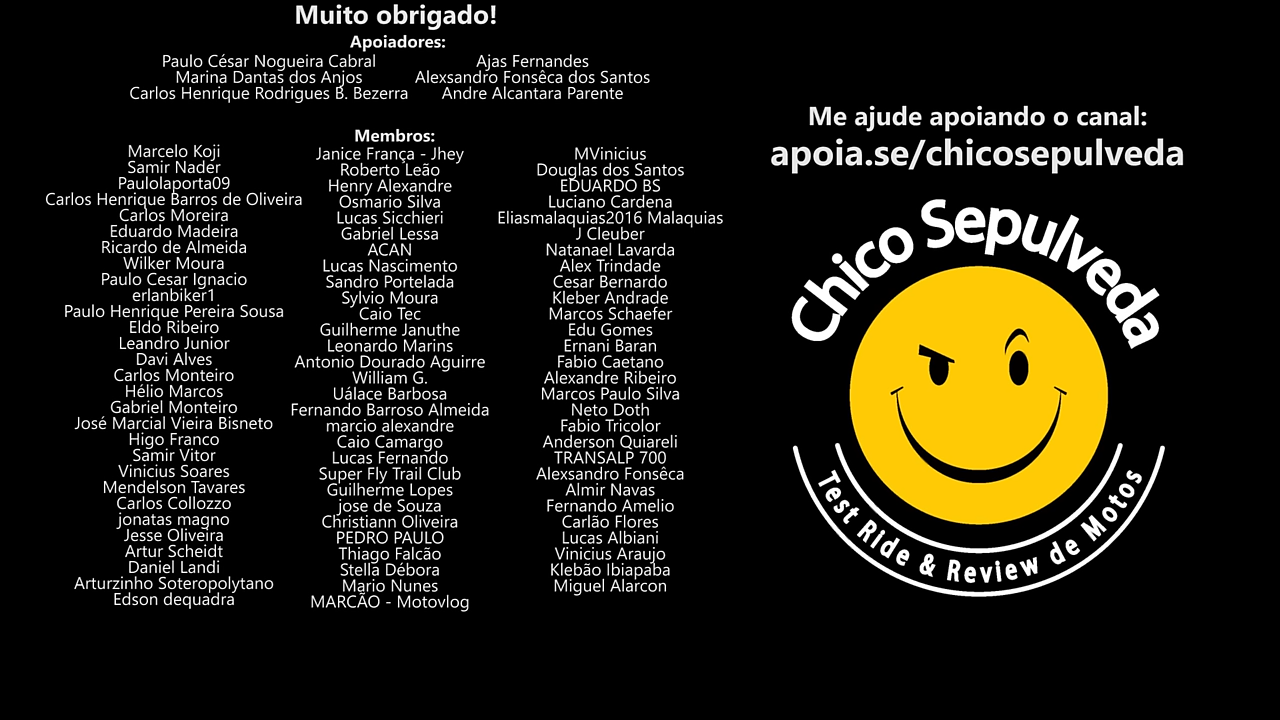 Muito obrigado!
Apoiadores:
Paulo César Nogueira Cabral
Marina Dantas dos Anjos
Carlos Henrique Rodrigues B. Bezerra
Ajas Fernandes
Alexsandro Fonsêca dos Santos
Andre Alcantara Parente
Membros:
Marcelo Koji
Samir Nader
Paulolaporta09
Carlos Henrique Barros de Oliveira
Carlos Moreira
Eduardo Madeira
Ricardo de Almeida
Wilker Moura
Paulo Cesar Ignacio
erlanbiker1
Paulo Henrique Pereira Sousa
Eldo Ribeiro
Leandro Junior
Davi Alves
Carlos Monteiro
Hélio Marcos
Gabriel Monteiro
José Marcial Vieira Bisneto
Higo Franco
Samir Vitor
Vinicius Soares
Mendelson Tavares
Carlos Collozzo
jonatas magno
Jesse Oliveira
Artur Scheidt
Daniel Landi
Arturzinho Soteropolytano
Edson dequadra
Janice França - Jhey
Roberto Leão
Henry Alexandre
Osmario Silva
Lucas Sicchieri
Gabriel Lessa
ACAN
Lucas Nascimento
Sandro Portelada
Sylvio Moura
Caio Tec
Guilherme Januthe
Leonardo Marins
Antonio Dourado Aguirre
William G.
Uálace Barbosa
Fernando Barroso Almeida
marcio alexandre
Caio Camargo
Lucas Fernando
Super Fly Trail Club
Guilherme Lopes
jose de Souza
Christiann Oliveira
PEDRO PAULO
Thiago Falcão
Stella Débora
Mario Nunes
MARCÃO - Motovlog
MVinicius
Douglas dos Santos
EDUARDO BS
Luciano Cardena
Eliasmalaquias2016 Malaquias
J Cleuber
Natanael Lavarda
Alex Trindade
Cesar Bernardo
Kleber Andrade
Marcos Schaefer
Edu Gomes
Ernani Baran
Fabio Caetano
Alexandre Ribeiro
Marcos Paulo Silva
Neto Doth
Fabio Tricolor
Anderson Quiareli
TRANSALP 700
Alexsandro Fonsêca
Almir Navas
Fernando Amelio
Carlão Flores
Lucas Albiani
Vinicius Araujo
Klebão Ibiapaba
Miguel Alarcon
Me ajude apoiando o canal:
apoia.se/chicosepulveda
Chico Sepulveda
Test Ride & Review de Motos